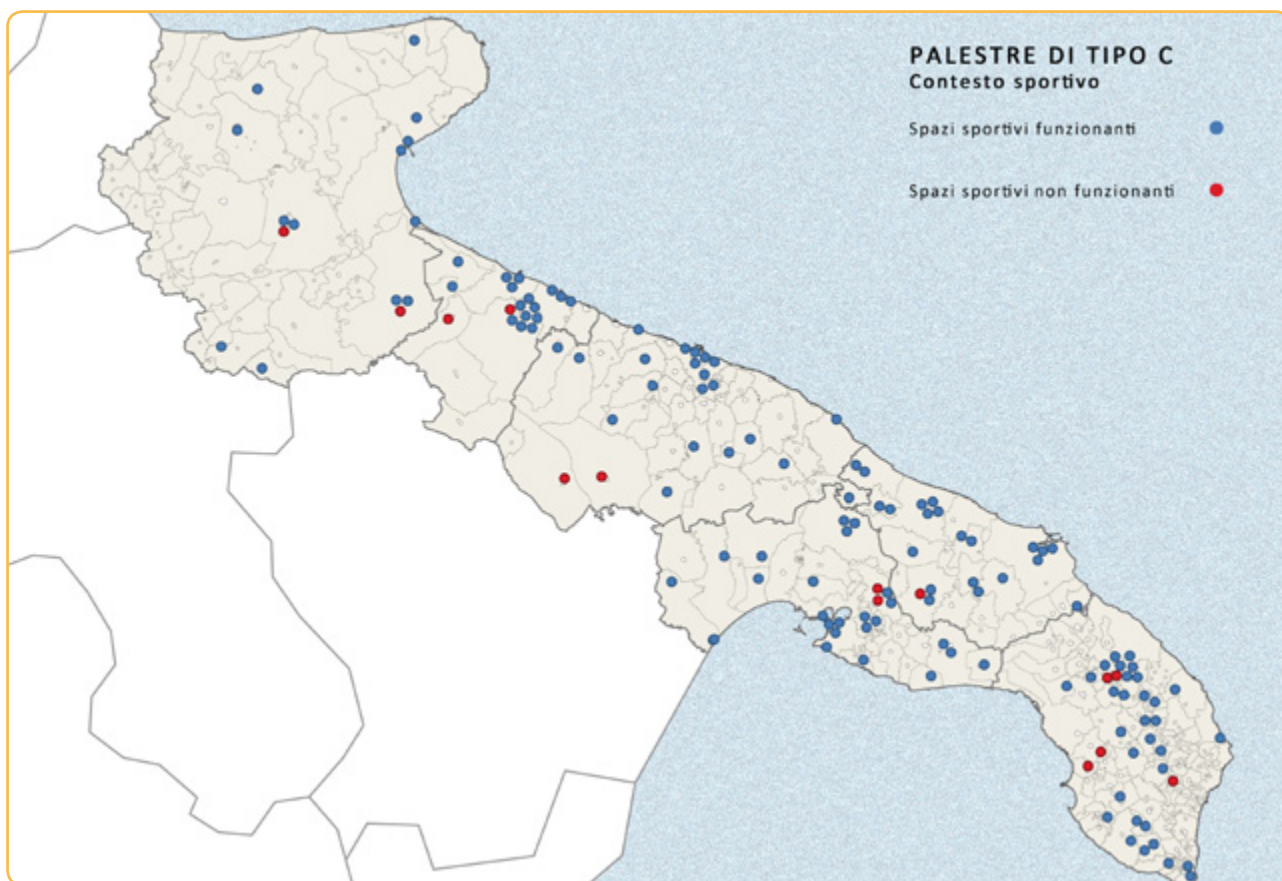 PALESTRE DI TIPO C
Contesto sportivo
Spazi sportivi funzionanti
Spazi sportivi non funzionanti